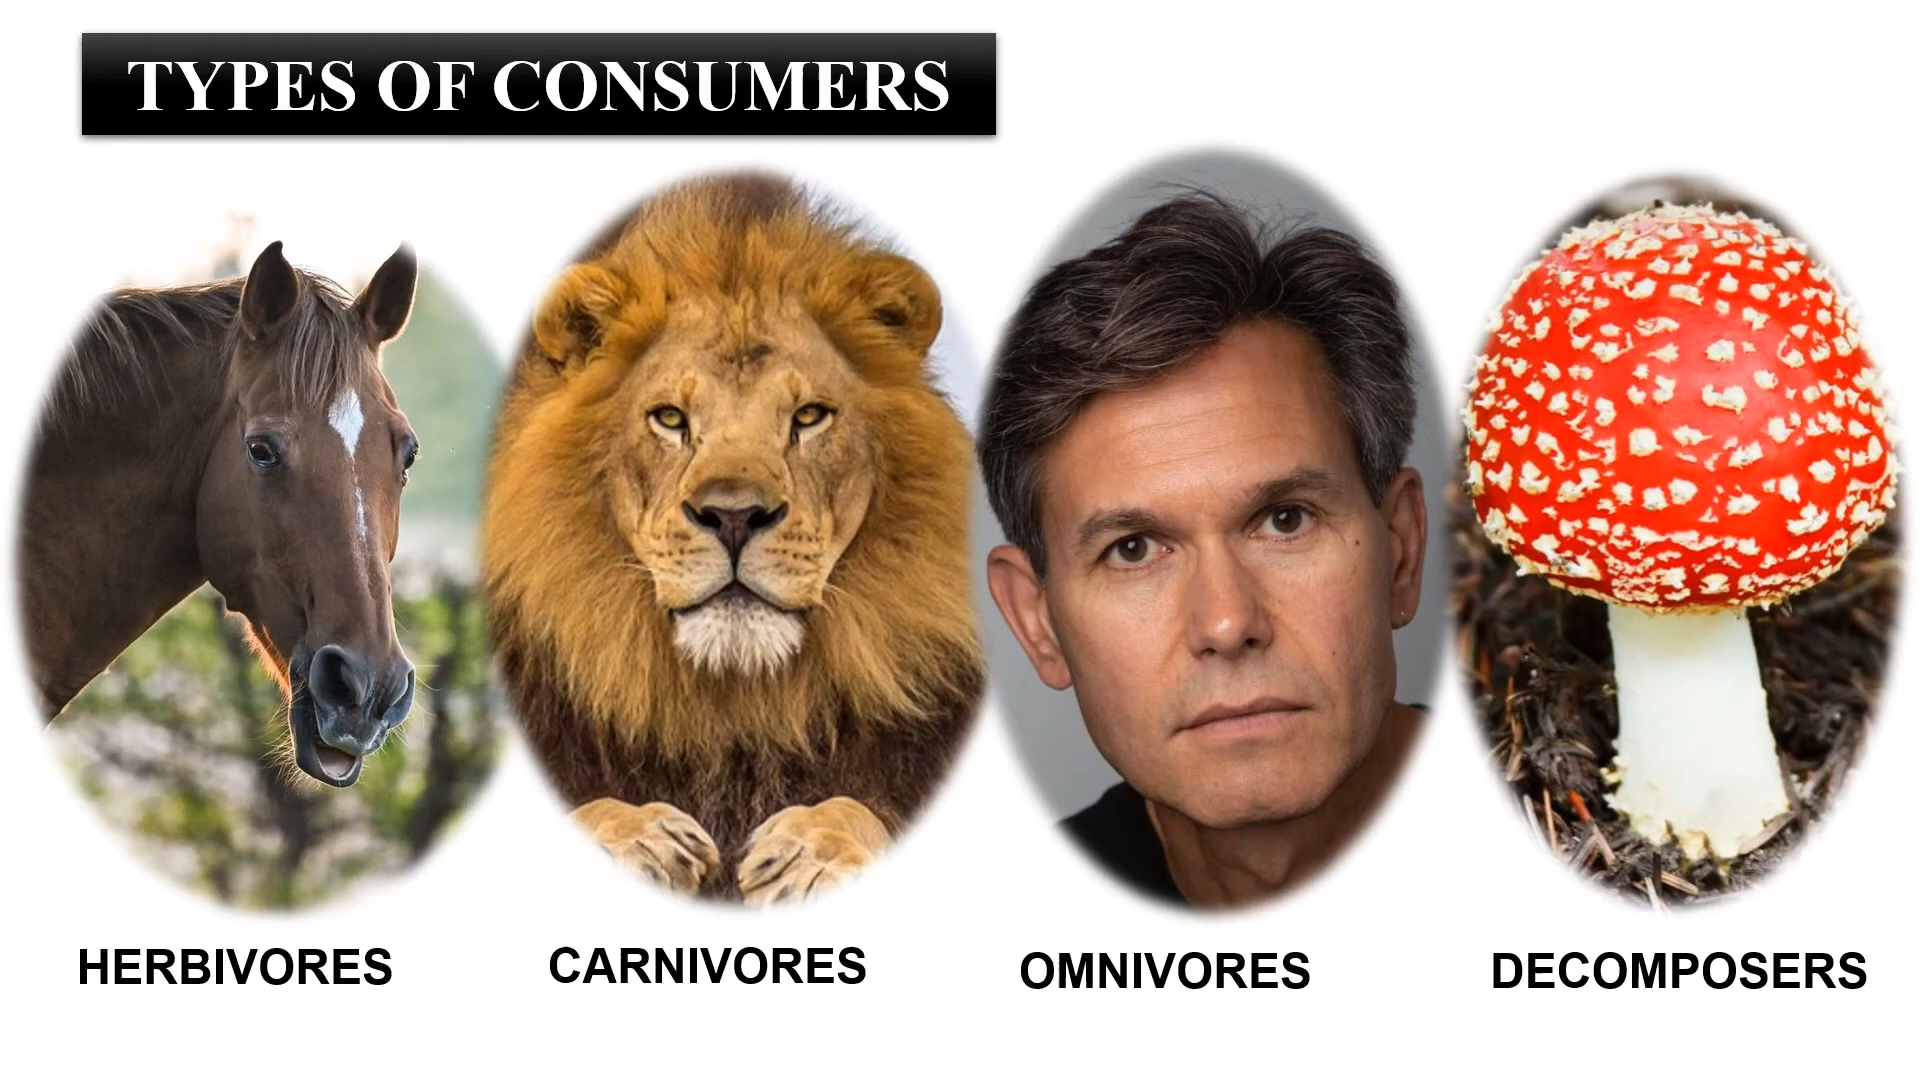 TYPES OF CONSUMERS
HERBIVORES
CARNIVORES
OMNIVORES
DECOMPOSERS